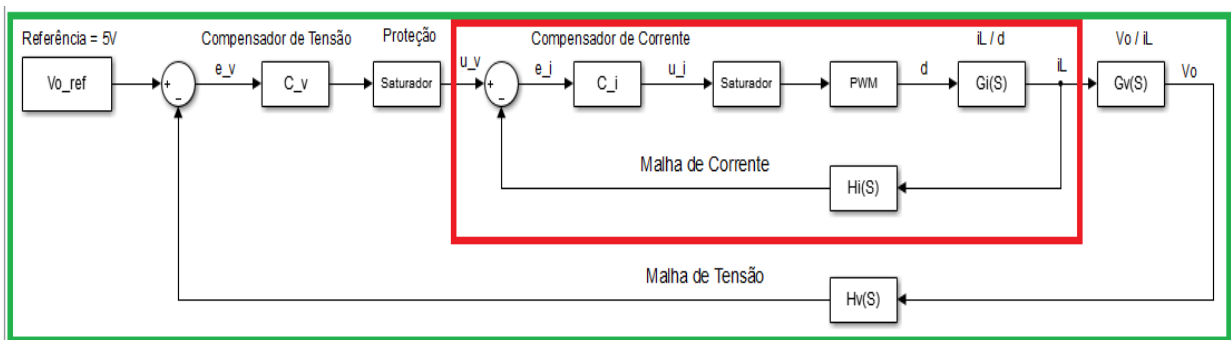 Referência = 5V
Compensador de Tensão
Proteção
Compensador de Corrente
iL / d
Vo / iL
Vo_ref
+
-
e_v
C_v
Saturador
u_v
+
-
e_i
C_i
u_i
Saturador
PWM
d
Gi(S)
iL
Gv(S)
Vo
Malha de Corrente
Hi(S)
Malha de Tensão
Hv(S)